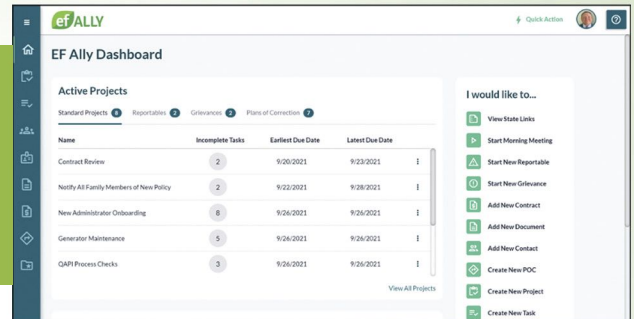 ef ALLY
Quick Action
EF Ally Dashboard
Active Projects
Standard Projects 8 Reportables 2 Grievances 2 Plans of Correction 7
Name Incomplete Tasks Earliest Due Date Latest Due Date
Contract Review 2 9/20/2021 9/23/2021
Notify All Family Members of New Policy 2 9/22/2021 9/28/2021
New Administrator Onboarding 8 9/26/2021 9/26/2021
Generator Maintenance 5 9/26/2021 9/26/2021
QAPI Process Checks 3 9/26/2021 9/26/2021
View All Projects
I would like to...
View State Links
Start Morning Meeting
Start New Reportable
Start New Grievance
Add New Contract
Add New Document
Add New Contact
Create New POC
Create New Project
Create New Task